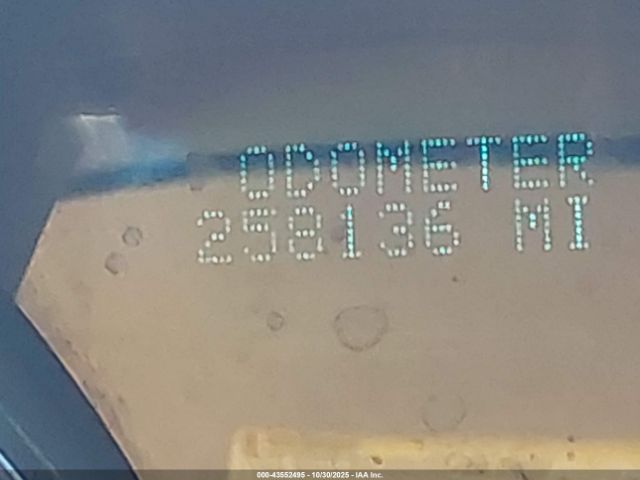 ODOMETER
258136 MI
000-43552495 - 10/30/2025 - IAA Inc.